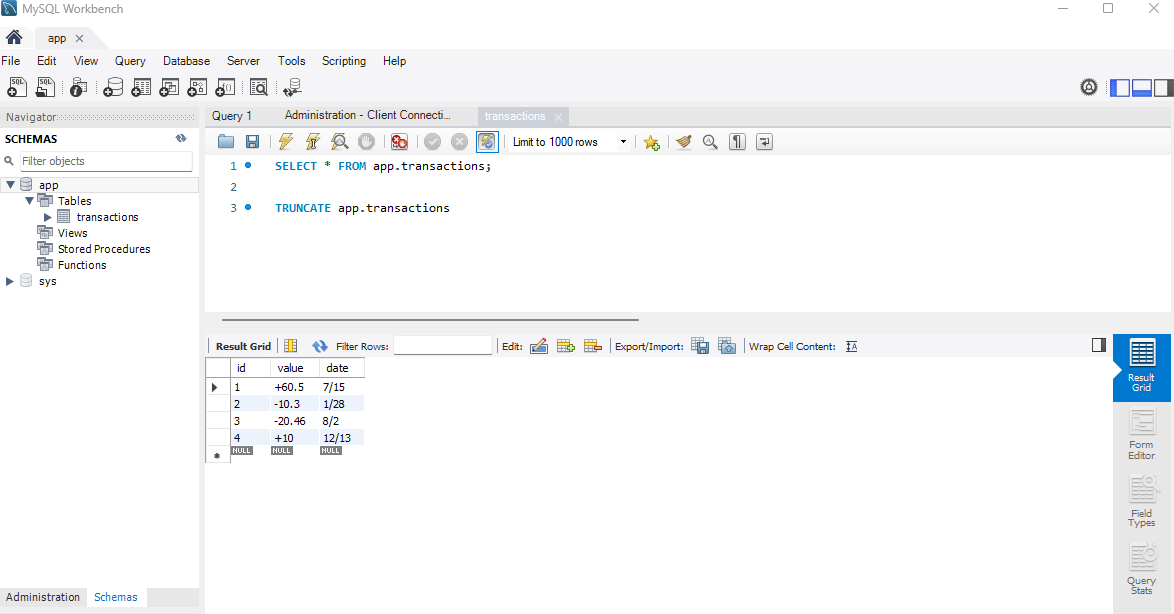 MySQL Workbench
app
File Edit View Query Database Server Tools Scripting Help
Navigator
SCHEMAS
Filter objects
app
Tables
transactions
Views
Stored Procedures
Functions
sys
Administration Schemas
Query 1 Administration - Client Connecti... transactions
Limit to 1000 rows
1 SELECT * FROM app.transactions;
2
3 TRUNCATE app.transactions
Result Grid Filter Rows: Edit: Export/Import: Wrap Cell Content: IA
id value date
1 +60.5 7/15
2 -10.3 1/28
3 -20.46 8/2
4 +10 12/13
NULL NULL NULL
Result
Grid
Form
Editor
Field
Types
Query
Stats